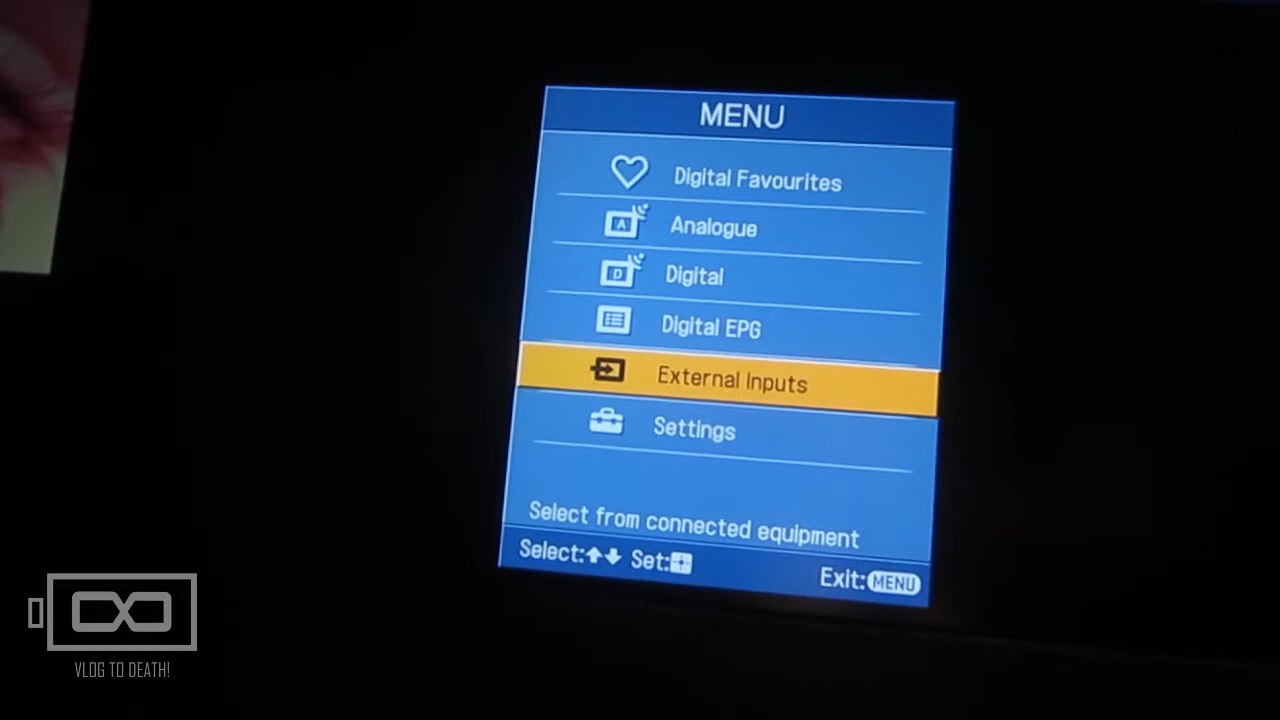 MENU
Digital Favourites
A Analogue
D Digital
Digital EPG
External Inputs
Settings
Select from connected equipment
Select: Set: Exit: MENU
VLOG TO DEATH!